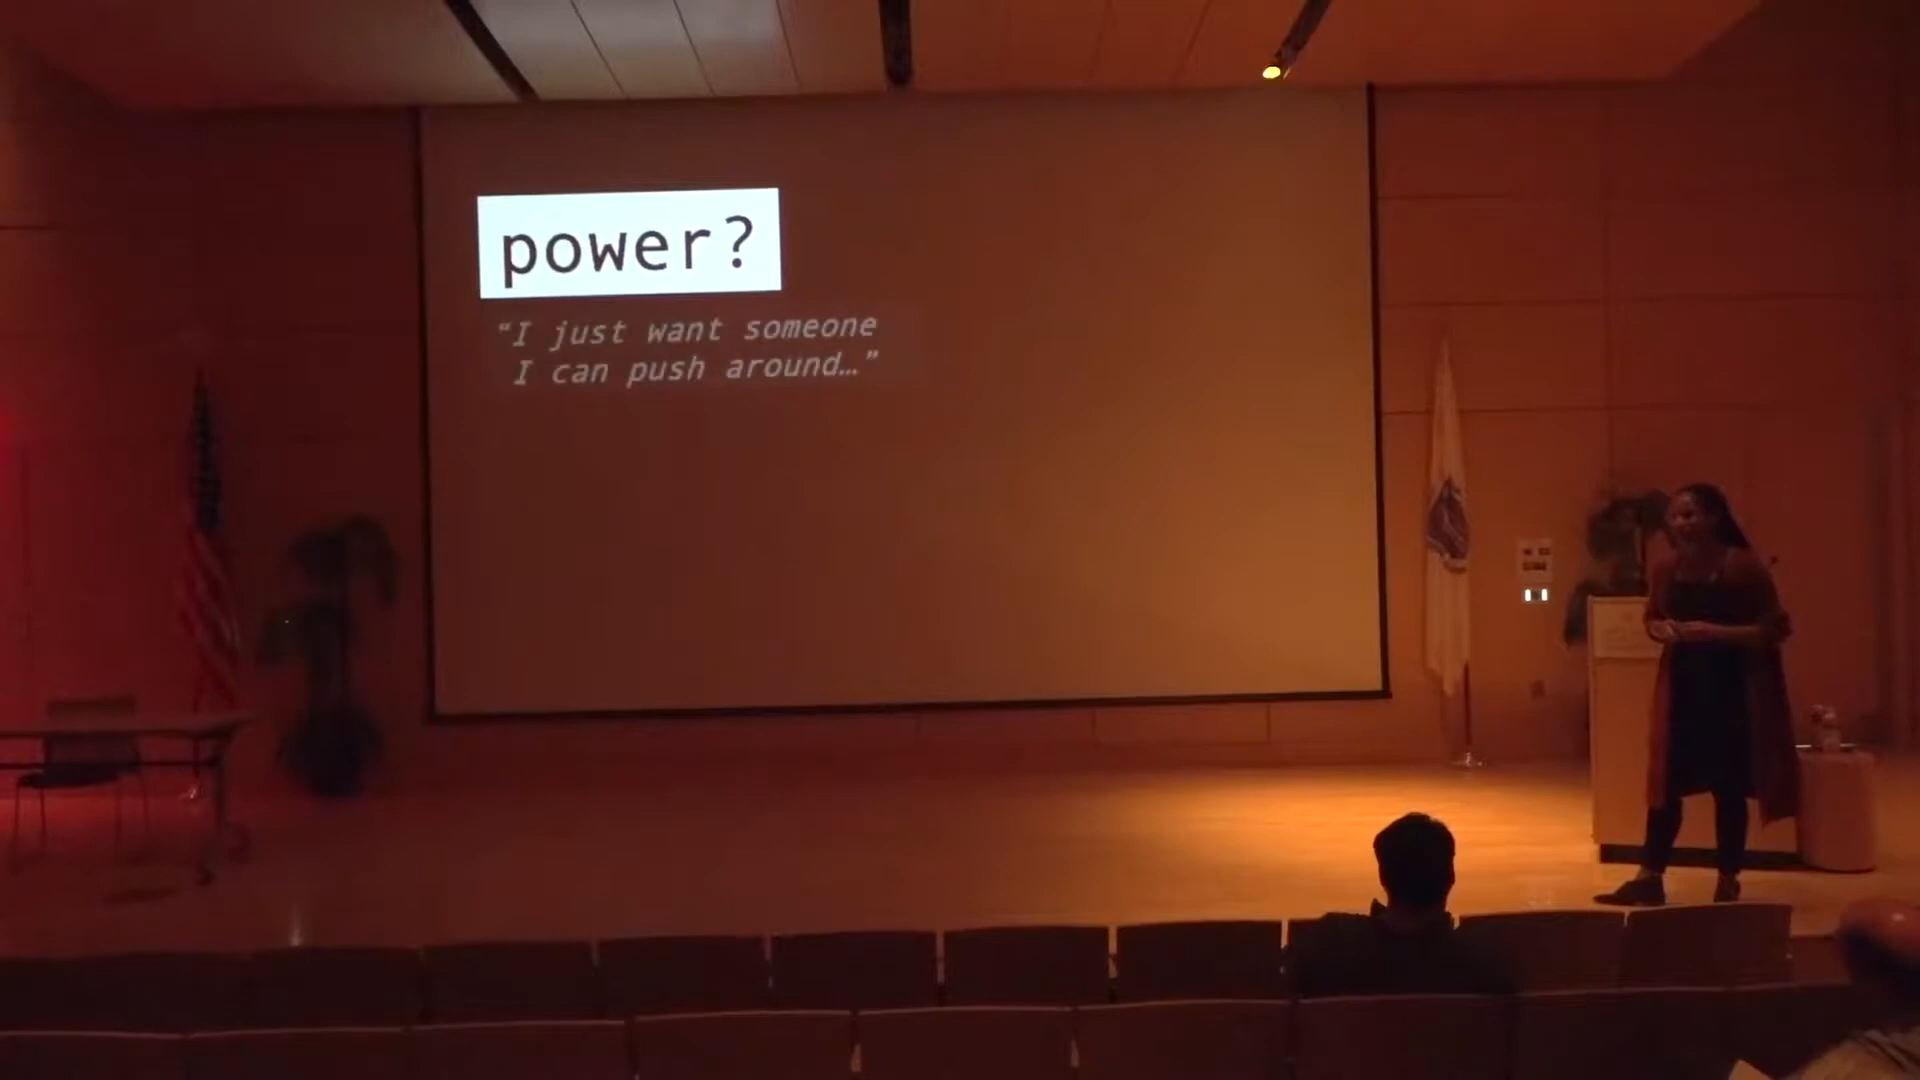 power?
“I just want someone
I can push around…”